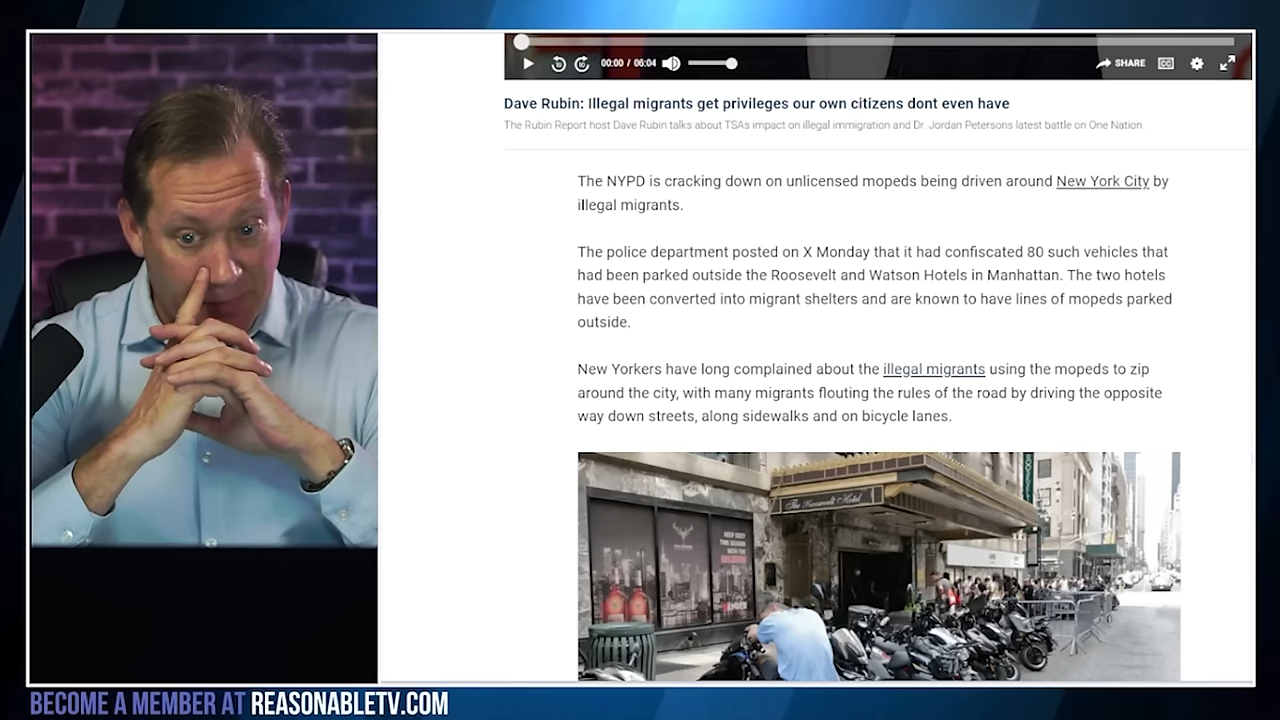 00:00 / 06:04
SHARE
CC
Dave Rubin: Illegal migrants get privileges our own citizens dont even have
The Rubin Report host Dave Rubin talks about TSAs impact on illegal immigration and Dr. Jordan Petersons latest battle on One Nation.
The NYPD is cracking down on unlicensed mopeds being driven around New York City by
illegal migrants.
The police department posted on X Monday that it had confiscated 80 such vehicles that
had been parked outside the Roosevelt and Watson Hotels in Manhattan. The two hotels
have been converted into migrant shelters and are known to have lines of mopeds parked
outside.
New Yorkers have long complained about the illegal migrants using the mopeds to zip
around the city, with many migrants flouting the rules of the road by driving the opposite
way down streets, along sidewalks and on bicycle lanes.
The Roosevelt Hotel
BECOME A MEMBER AT REASONABLETV.COM